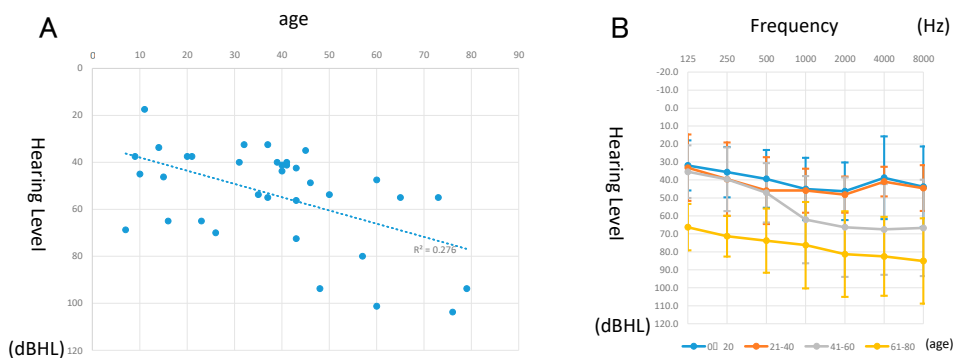 A
age
0 10 20 30 40 50 60 70 80 90
0
20
40
60
80
100
120
Hearing Level
(dBHL)
R² = 0.276
B
Frequency (Hz)
125 250 500 1000 2000 4000 8000
-20.0
-10.0
0.0
10.0
20.0
30.0
40.0
50.0
60.0
70.0
80.0
90.0
100.0
110.0
120.0
Hearing Level
(dBHL)
0▯ 20 21-40 41-60 61-80 (age)